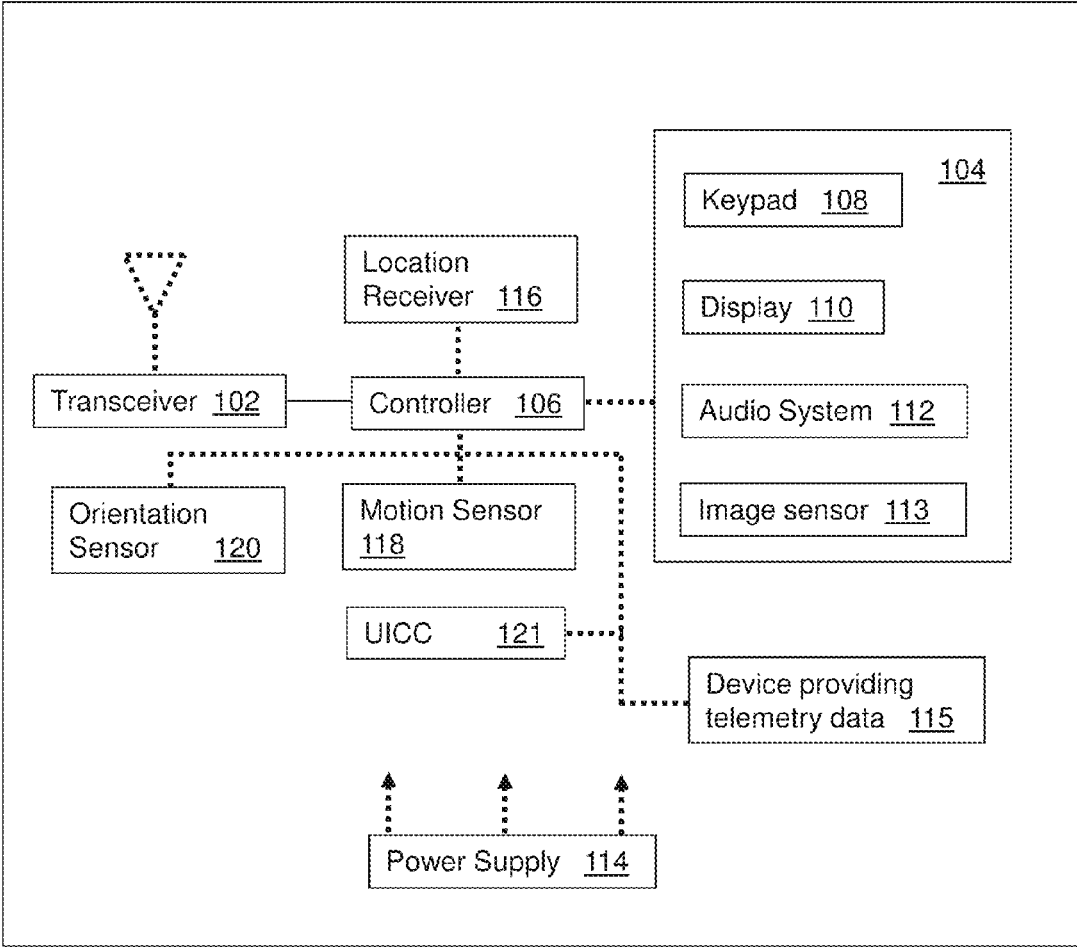 104
Keypad 108
Location
Receiver 116
Display 110
Transceiver 102
Controller 106
Audio System 112
Orientation
Sensor 120
Motion Sensor
118
Image sensor 113
UICC 121
Device providing
telemetry data 115
Power Supply 114